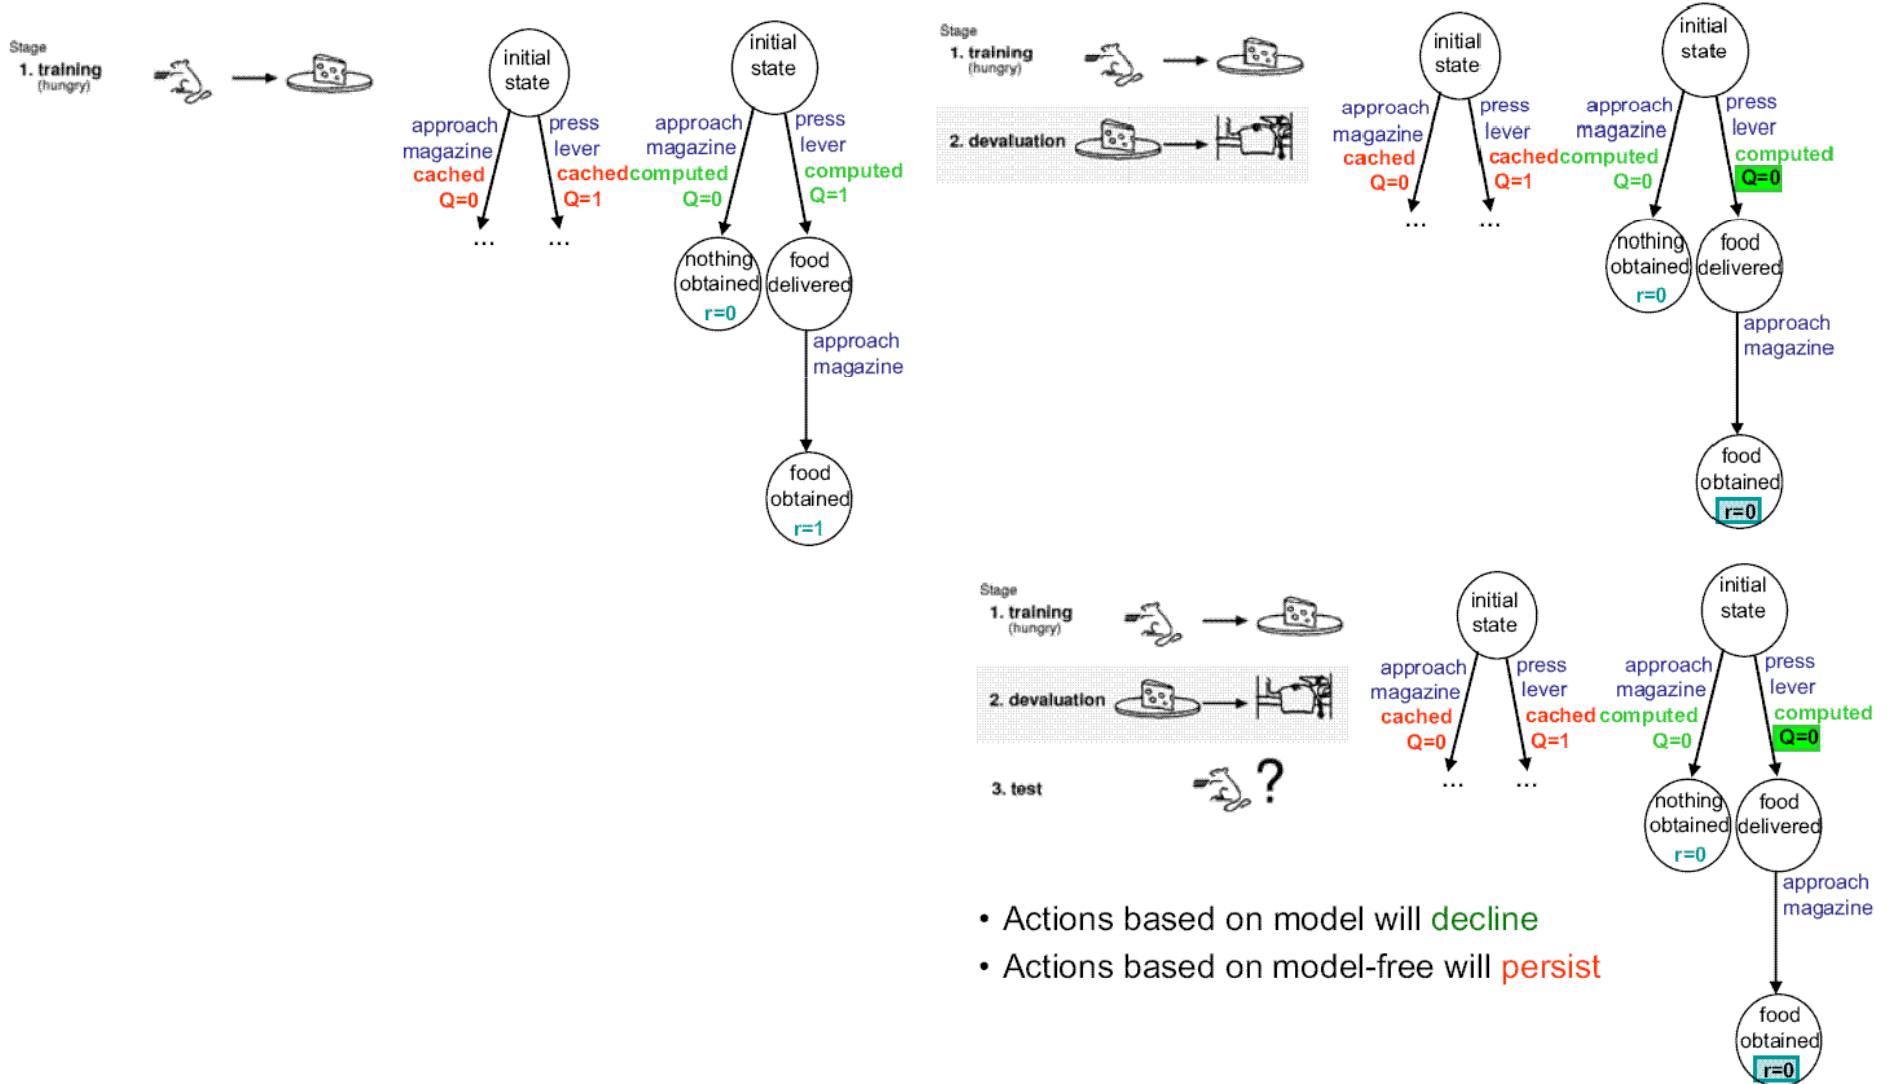 Stage
1. training
(hungry)
initial
state
approach
magazine
cached
Q=0
press
lever
cached
Q=1
...
...
initial
state
approach
magazine
computed
Q=0
press
lever
computed
Q=1
nothing
obtained
r=0
food
delivered
approach
magazine
food
obtained
r=1
Stage
1. training
(hungry)
2. devaluation
initial
state
approach
magazine
cached
Q=0
press
lever
cached
Q=1
...
...
initial
state
approach
magazine
computed
Q=0
press
lever
computed
Q=0
nothing
obtained
r=0
food
delivered
approach
magazine
food
obtained
r=0
Stage
1. training
(hungry)
2. devaluation
3. test
?
initial
state
approach
magazine
cached
Q=0
press
lever
cached
Q=1
...
...
initial
state
approach
magazine
computed
Q=0
press
lever
computed
Q=0
nothing
obtained
r=0
food
delivered
approach
magazine
food
obtained
r=0
• Actions based on model will decline
• Actions based on model-free will persist